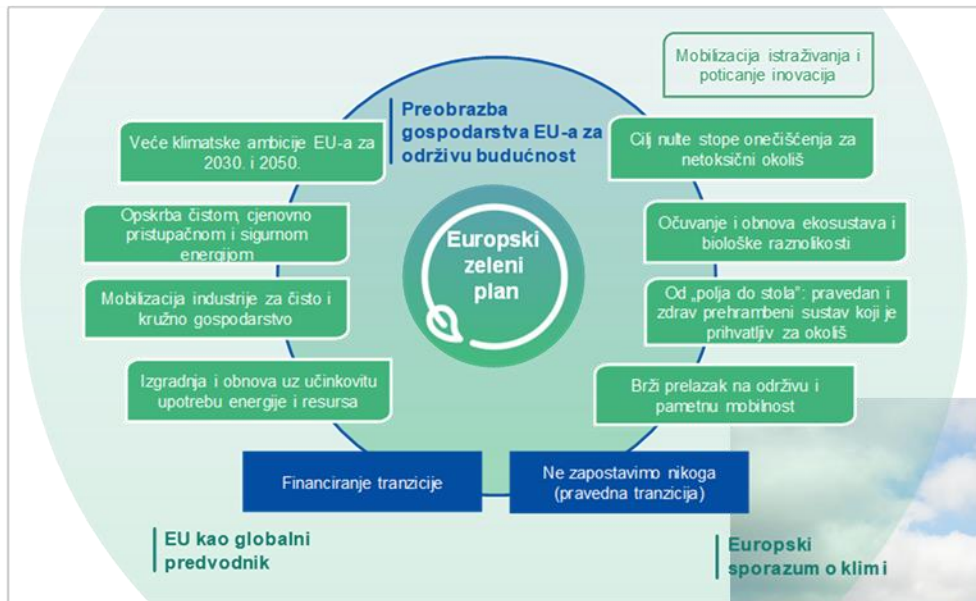 Mobilizacija istraživanja i
poticanje inovacija
Preobrazba
gospodarstva EU-a za
održivu budućnost
Veće klimatske ambicije EU-a za
2030. i 2050.
Cilj nulte stope onečišćenja za
netoksični okoliš
Opskrba čistom, cjenovno
pristupačnom i sigurnom
energijom
Očuvanje i obnova ekosustava i
biološke raznolikosti
Europski
zeleni
plan
Mobilizacija industrije za čisto i
kružno gospodarstvo
Od „polja do stola”: pravedan i
zdrav prehrambeni sustav koji je
prihvatljiv za okoliš
Izgradnja i obnova uz učinkovitu
upotrebu energije i resursa
Brži prelazak na održivu i
pametnu mobilnost
Financiranje tranzicije
Ne zapostavimo nikoga
(pravedna tranzicija)
EU kao globalni
predvodnik
Europski
sporazum o klimi